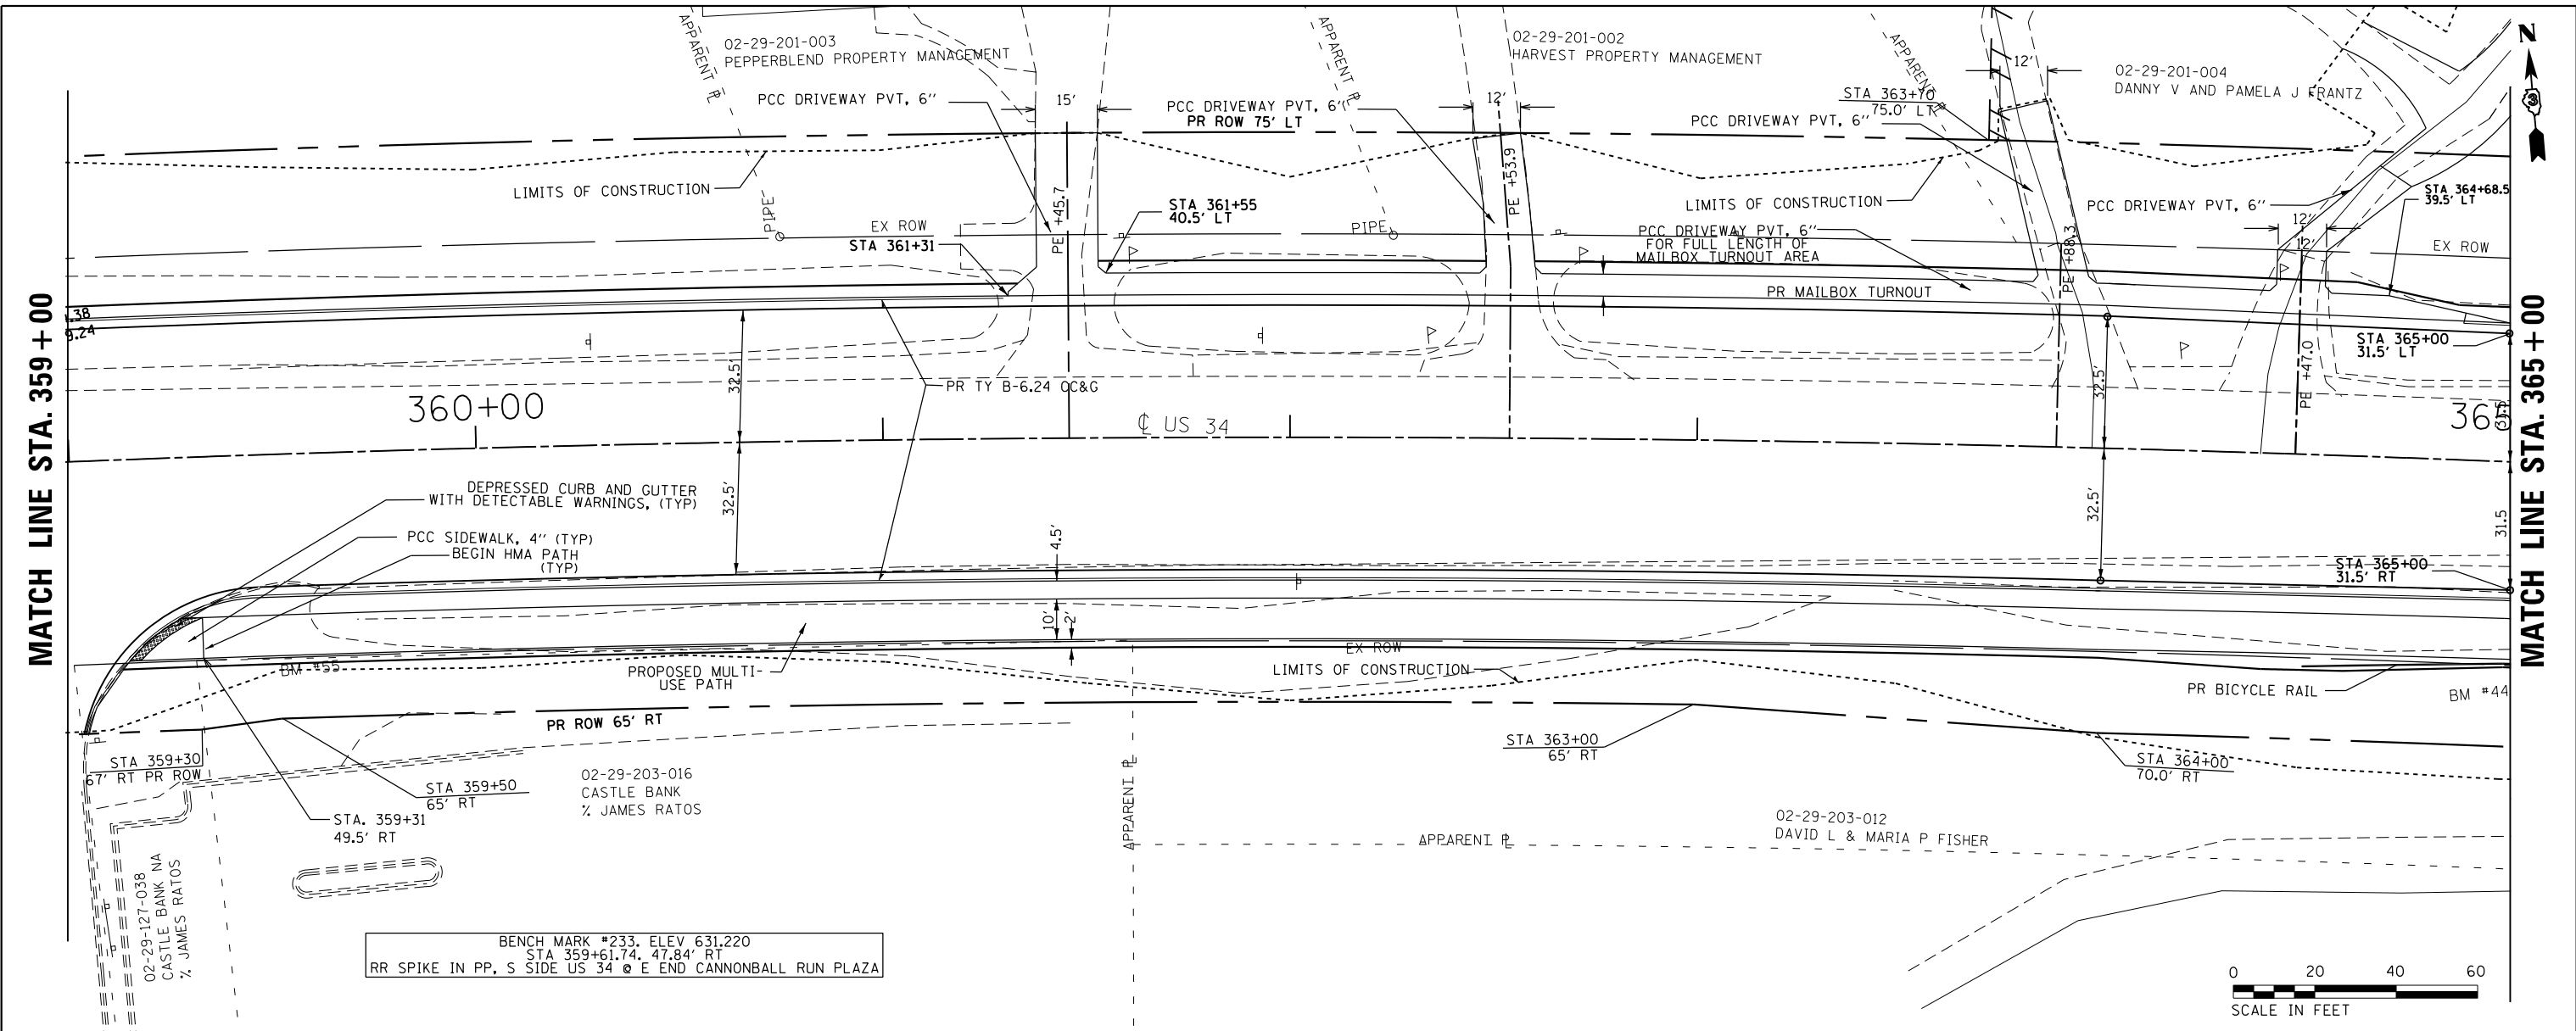 02-29-201-003
PEPPERBLEND PROPERTY MANAGEMENT
APPARENT PL
APPARENT PL
02-29-201-002
HARVEST PROPERTY MANAGEMENT
APPARENT PL
12'
02-29-201-004
DANNY V AND PAMELA J FRANTZ
N
PCC DRIVEWAY PVT, 6"
15'
PCC DRIVEWAY PVT, 6"
PR ROW 75' LT
12'
STA 363+70
75.0' LT
PCC DRIVEWAY PVT, 6"
LIMITS OF CONSTRUCTION
PE +45.7
PE +53.9
STA 361+55
40.5' LT
LIMITS OF CONSTRUCTION
PCC DRIVEWAY PVT, 6"
STA 364+68.5
39.5' LT
PIPE
EX ROW
STA 361+31
PIPE
PCC DRIVEWAY PVT, 6"
FOR FULL LENGTH OF
MAILBOX TURNOUT AREA
PE +88.3
12'
12'
EX ROW
PR MAILBOX TURNOUT
MATCH LINE STA. 359+00
.38
9.24
32.5'
PR TY B-6.24 CC&G
32.5'
PE +47.0
STA 365+00
31.5' LT
MATCH LINE STA. 365+00
360+00
CL US 34
365
31.5
DEPRESSED CURB AND GUTTER
WITH DETECTABLE WARNINGS, (TYP)
PCC SIDEWALK, 4" (TYP)
BEGIN HMA PATH
(TYP)
32.5'
4.5'
32.5'
31.5
STA 365+00
31.5' RT
10'
2'
BM #55
PROPOSED MULTI-
USE PATH
EX ROW
LIMITS OF CONSTRUCTION
PR BICYCLE RAIL
BM #44
PR ROW 65' RT
STA 359+30
67' RT PR ROW
STA 359+50
65' RT
STA. 359+31
49.5' RT
02-29-203-016
CASTLE BANK
% JAMES RATOS
STA 363+00
65' RT
STA 364+00
70.0' RT
APPARENT PL
APPARENT PL
02-29-203-012
DAVID L & MARIA P FISHER
02-29-127-038
CASTLE BANK NA
% JAMES RATOS
BENCH MARK #233. ELEV 631.220
STA 359+61.74. 47.84' RT
RR SPIKE IN PP, S SIDE US 34 @ E END CANNONBALL RUN PLAZA
0 20 40 60
SCALE IN FEET